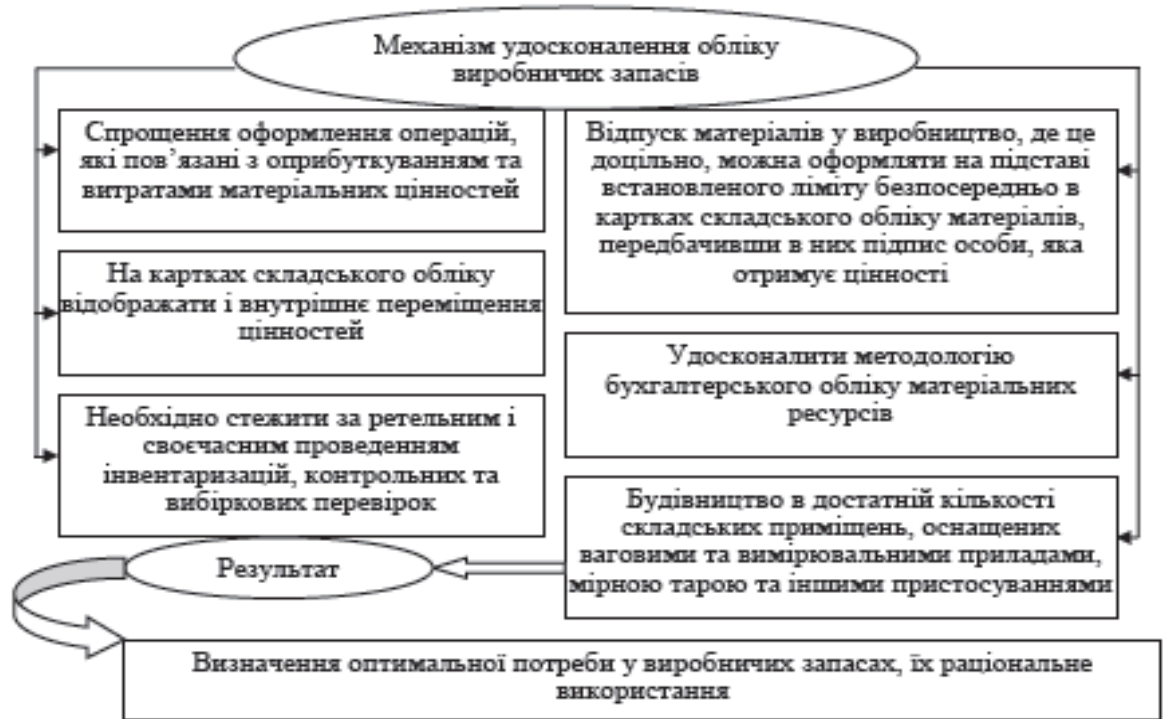 Механізм удосконалення обліку
виробничих запасів
Спрощення оформлення операцій,
які пов’язані з оприбуткуванням та
витратами матеріальних цінностей
На картках складського обліку
відображати і внутрішнє переміщення
цінностей
Необхідно стежити за ретельним і
своєчасним проведенням
інвентаризацій, контрольних та
вибіркових перевірок
Відпуск матеріалів у виробництво, де це
доцільно, можна оформляти на підставі
встановленого ліміту безпосередньо в
картках складського обліку матеріалів,
передбачивши в них підпис особи, яка
отримує цінності
Удосконалити методологію
бухгалтерського обліку матеріальних
ресурсів
Будівництво в достатній кількості
складських приміщень, оснащених
ваговими та вимірювальними приладами,
мірною тарою та іншими пристосуваннями
Результат
Визначення оптимальної потреби у виробничих запасах, їх раціональне
використання